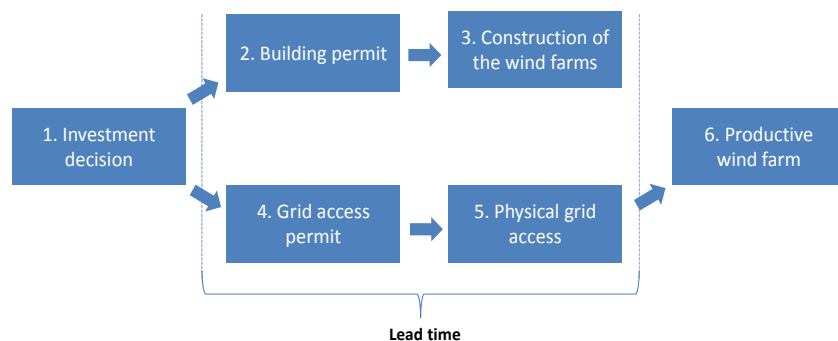 2. Building permit
3. Construction of
the wind farms
1. Investment
decision
6. Productive
wind farm
4. Grid access
permit
5. Physical grid
access
Lead time